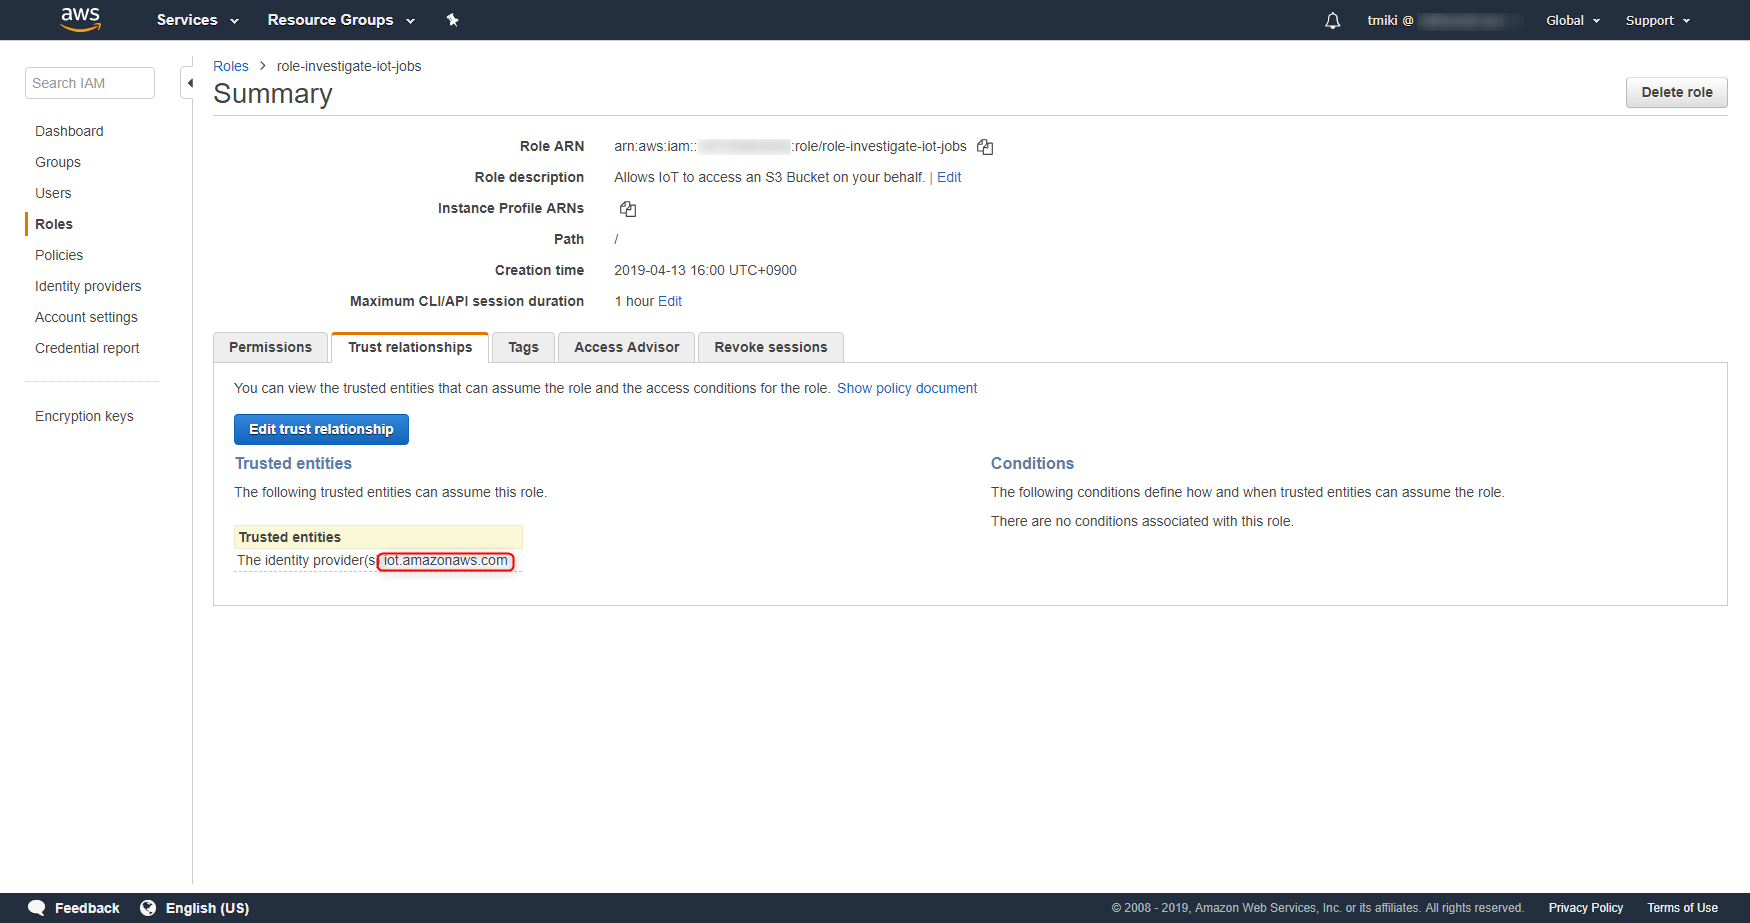 aws Services Resource Groups tmiki @ Global Support
Search IAM
Dashboard
Groups
Users
Roles
Policies
Identity providers
Account settings
Credential report
Encryption keys
Roles > role-investigate-iot-jobs
Summary
Delete role
Role ARN arn:aws:iam:: :role/role-investigate-iot-jobs
Role description Allows IoT to access an S3 Bucket on your behalf. | Edit
Instance Profile ARNs
Path /
Creation time 2019-04-13 16:00 UTC+0900
Maximum CLI/API session duration 1 hour Edit
Permissions Trust relationships Tags Access Advisor Revoke sessions
You can view the trusted entities that can assume the role and the access conditions for the role. Show policy document
Edit trust relationship
Trusted entities
The following trusted entities can assume this role.
Trusted entities
The identity provider(s) iot.amazonaws.com
Conditions
The following conditions define how and when trusted entities can assume the role.
There are no conditions associated with this role.
Feedback English (US) © 2008 - 2019, Amazon Web Services, Inc. or its affiliates. All rights reserved. Privacy Policy Terms of Use